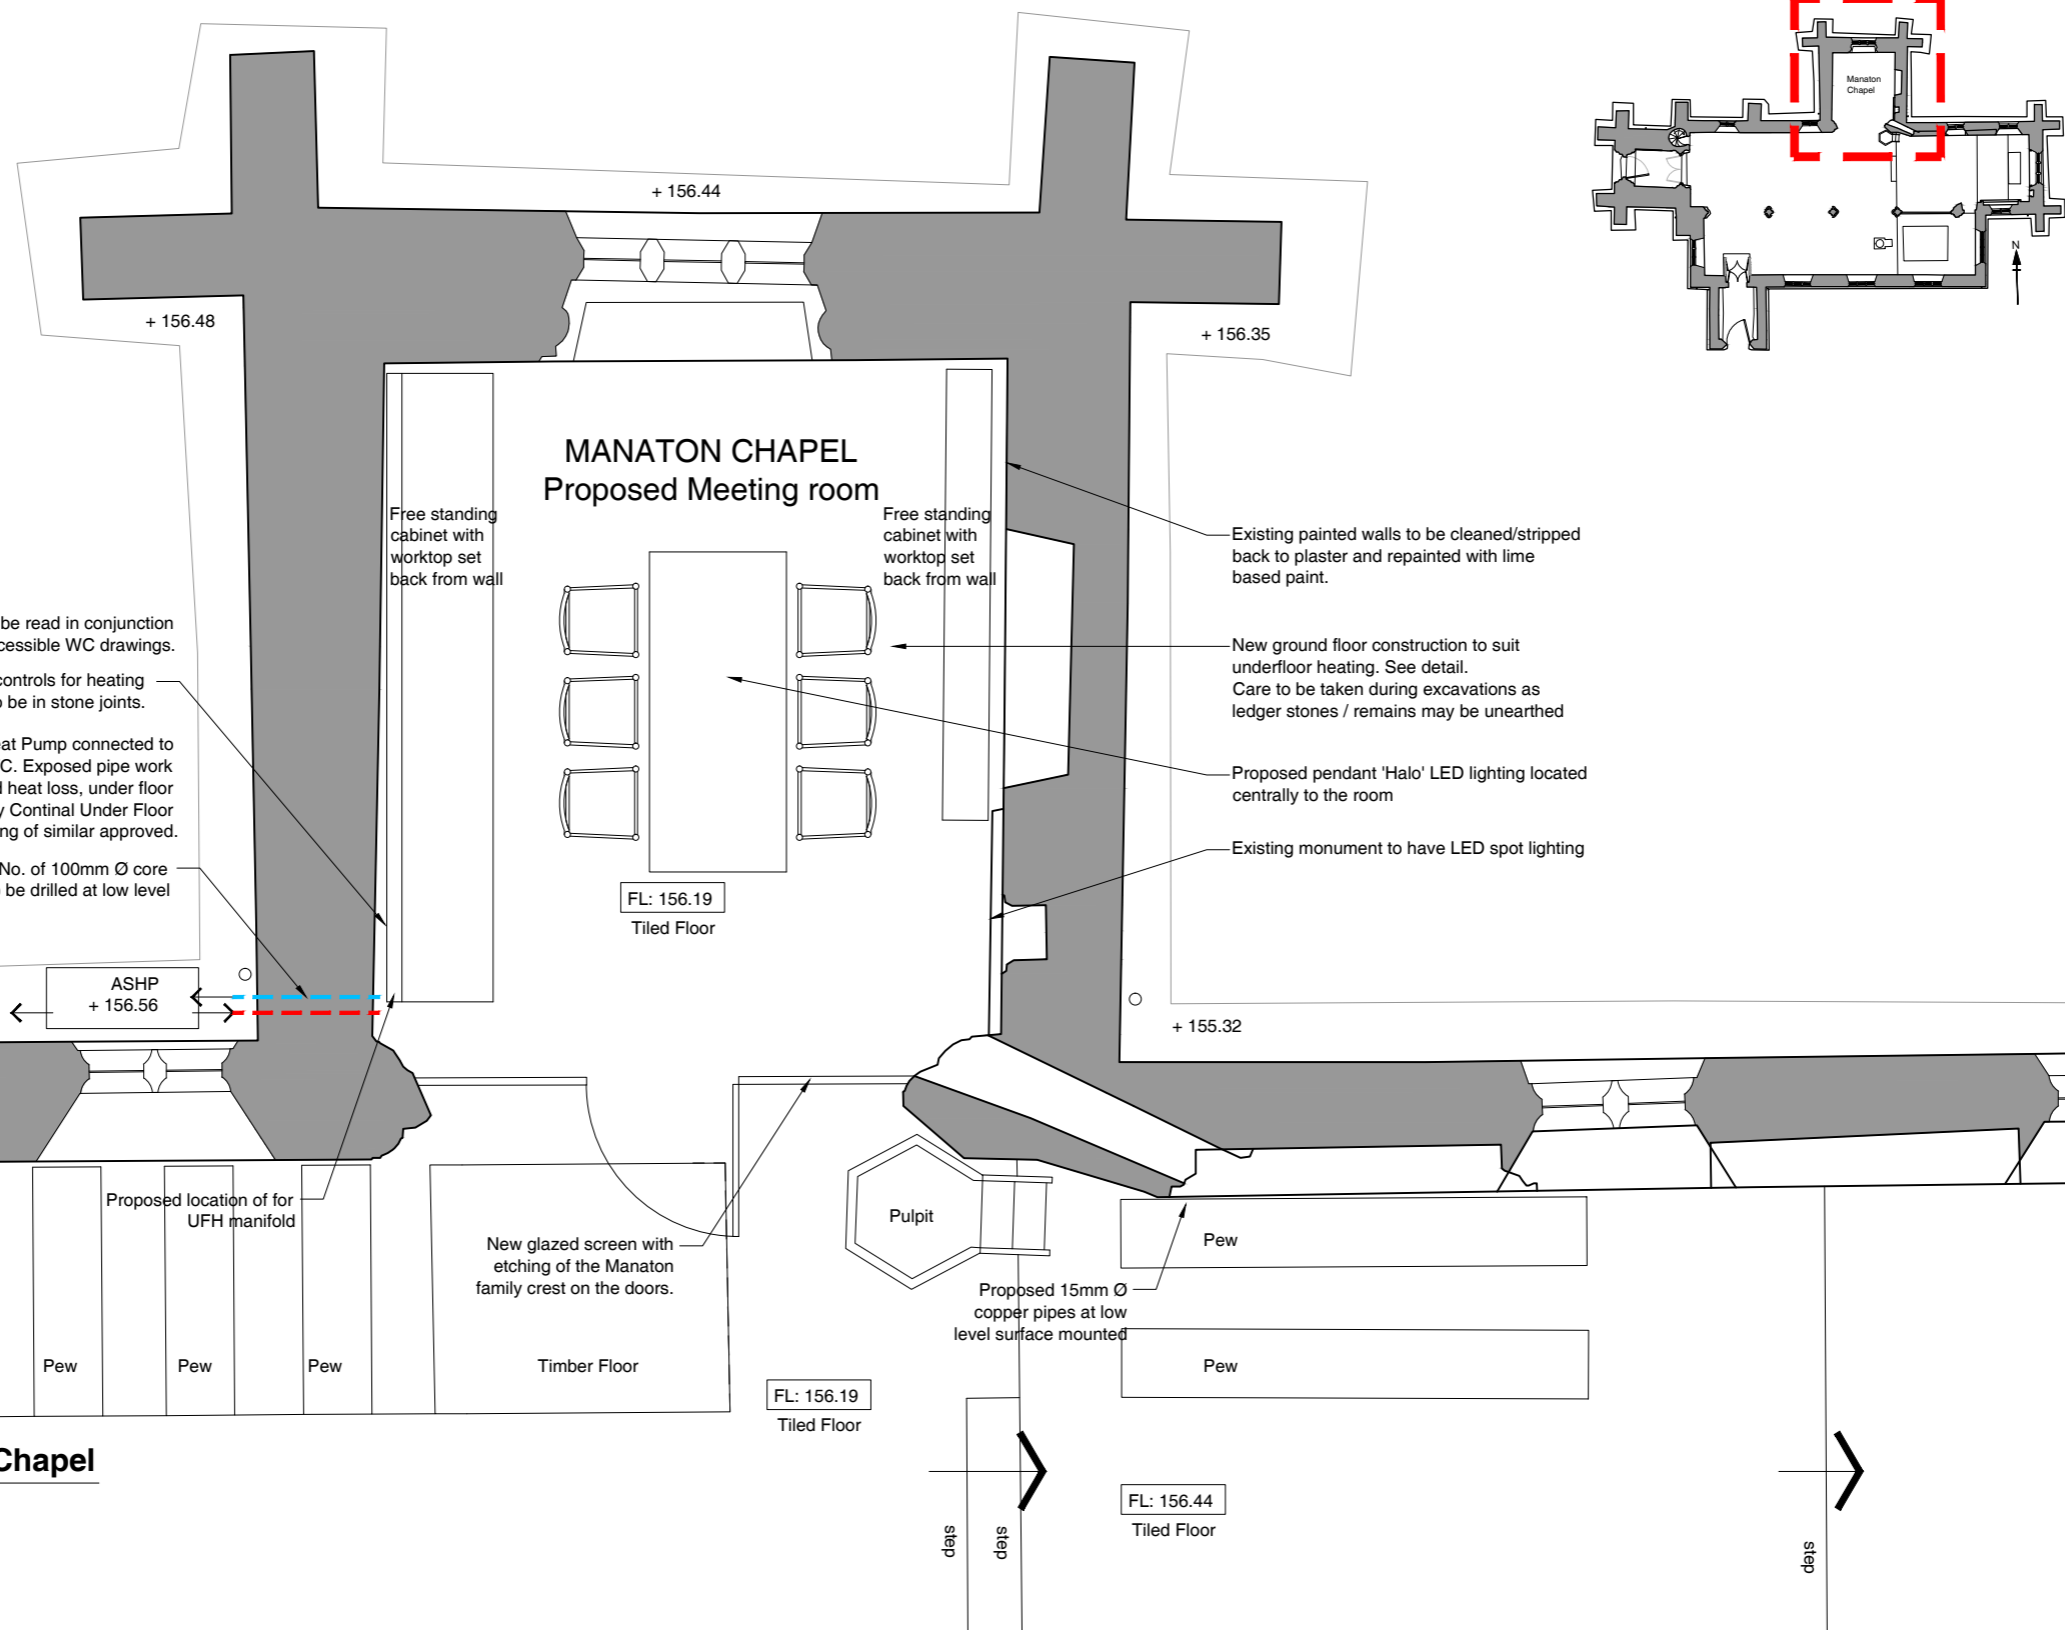 Manaton
Chapel
N
+ 156.44
+ 156.48
+ 156.35
MANATON CHAPEL
Proposed Meeting room
Free standing
cabinet with
worktop set
back from wall
Free standing
cabinet with
worktop set
back from wall
Existing painted walls to be cleaned/stripped
back to plaster and repainted with lime
based paint.
be read in conjunction
cessible WC drawings.
New ground floor construction to suit
underfloor heating. See detail.
Care to be taken during excavations as
ledger stones / remains may be unearthed
controls for heating
be in stone joints.
eat Pump connected to
C. Exposed pipe work
heat loss, under floor
y Continal Under Floor
ng of similar approved.
Proposed pendant 'Halo' LED lighting located
centrally to the room
Existing monument to have LED spot lighting
No. of 100mm Ø core
be drilled at low level
FL: 156.19
Tiled Floor
ASHP
+ 156.56
+ 155.32
Proposed location of for
UFH manifold
New glazed screen with
etching of the Manaton
family crest on the doors.
Pulpit
Pew
Proposed 15mm Ø
copper pipes at low
level surface mounted
Pew
Pew
Pew
Timber Floor
Pew
FL: 156.19
Tiled Floor
Chapel
FL: 156.44
Tiled Floor
step
step
step